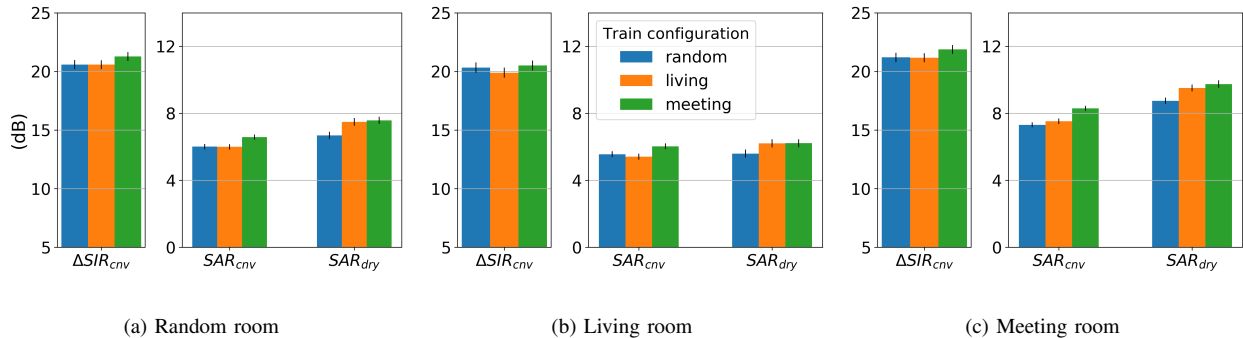 25
20
15
10
5
(dB)
ΔSIR_cnv
12
8
4
0
SAR_cnv SAR_dry
(a) Random room
25
20
15
10
5
ΔSIR_cnv
12
8
4
0
Train configuration
random
living
meeting
SAR_cnv SAR_dry
(b) Living room
25
20
15
10
5
ΔSIR_cnv
12
8
4
0
SAR_cnv SAR_dry
(c) Meeting room